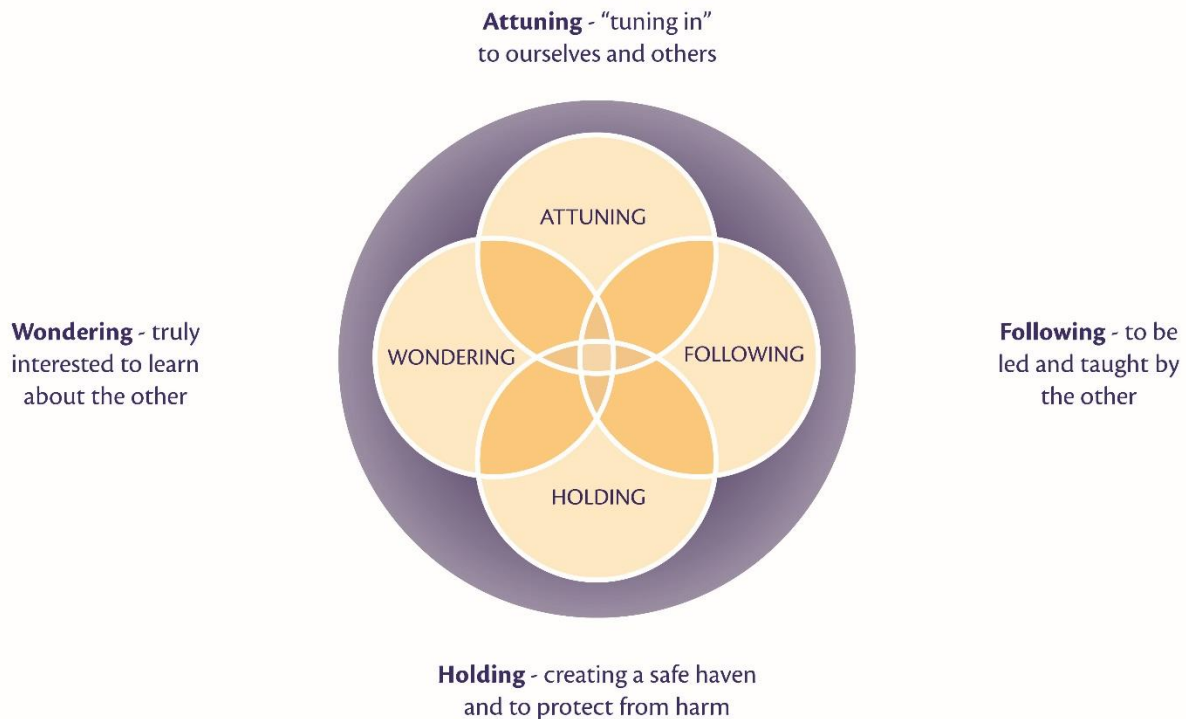 Attuning - “tuning in”
to ourselves and others
ATTUNING
Wondering - truly
interested to learn
about the other
WONDERING
FOLLOWING
Following - to be
led and taught by
the other
HOLDING
Holding - creating a safe haven
and to protect from harm